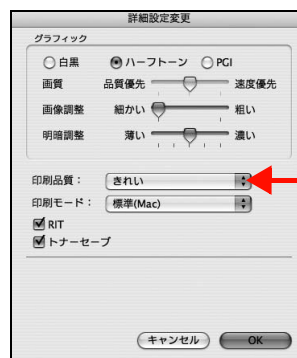 詳細設定変更
グラフィック
白黒 ハーフトーン PGI
画質 品質優先 速度優先
画像調整 細かい 粗い
明暗調整 薄い 濃い
印刷品質： きれい
印刷モード： 標準(Mac)
RIT
トナーセーブ
キャンセル OK